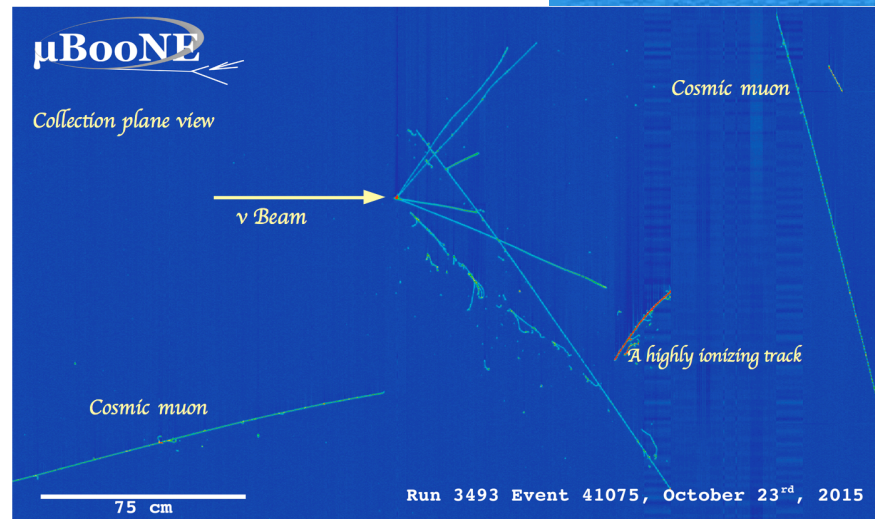 µBooNE
Collection plane view
Cosmic muon
ν Beam
A highly ionizing track
Cosmic muon
75 cm
Run 3493 Event 41075, October 23rd, 2015